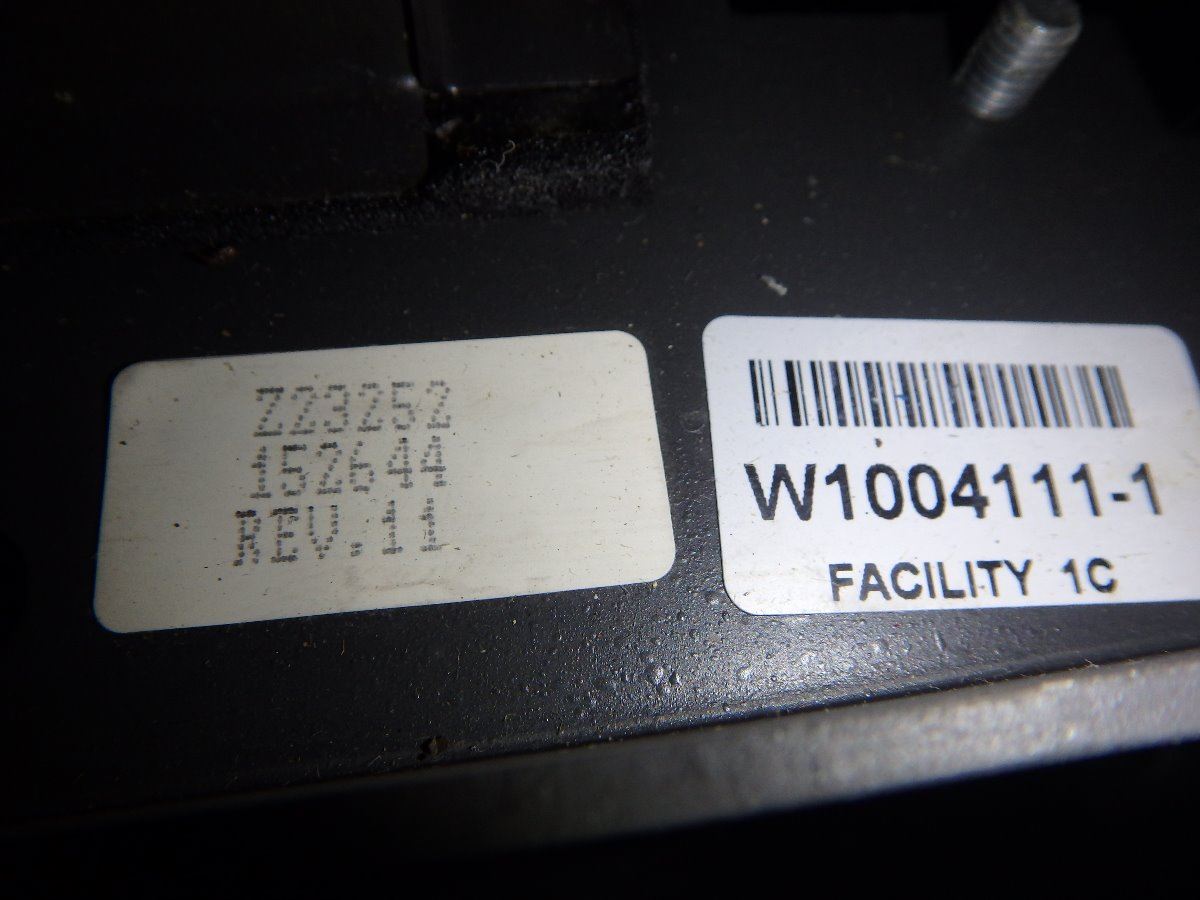 Z23252
152644
REV.11
W1004111-1
FACILITY 1C